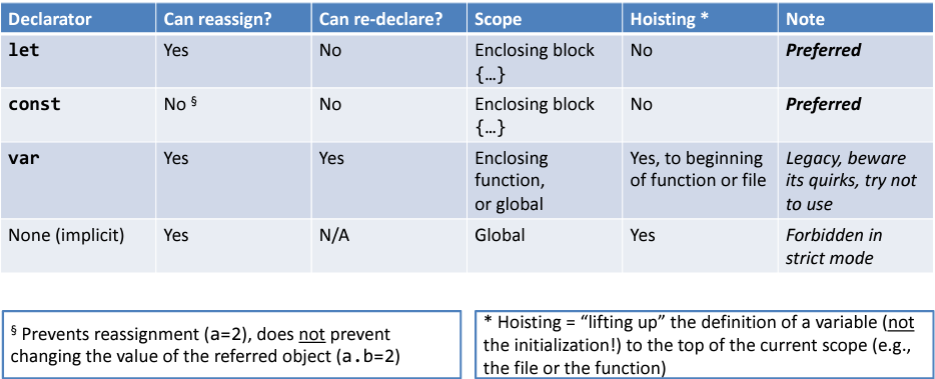 Declarator Can reassign? Can re-declare? Scope Hoisting * Note
let Yes No Enclosing block No Preferred
{…}
const No § No Enclosing block No Preferred
{…}
var Yes Yes Enclosing Yes, to beginning Legacy, beware
function, of function or file its quirks, try not
or global to use
None (implicit) Yes N/A Global Yes Forbidden in
strict mode
§ Prevents reassignment (a=2), does not prevent
changing the value of the referred object (a.b=2)
* Hoisting = “lifting up” the definition of a variable (not
the initialization!) to the top of the current scope (e.g.,
the file or the function)